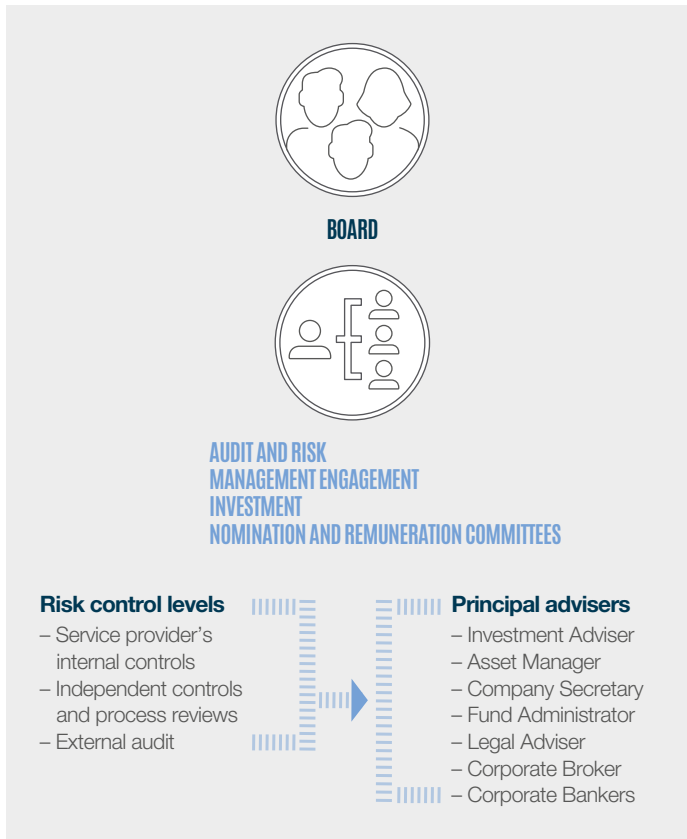 BOARD
AUDIT AND RISK
MANAGEMENT ENGAGEMENT
INVESTMENT
NOMINATION AND REMUNERATION COMMITTEES
Risk control levels
– Service provider’s
internal controls
– Independent controls
and process reviews
– External audit
Principal advisers
– Investment Adviser
– Asset Manager
– Company Secretary
– Fund Administrator
– Legal Adviser
– Corporate Broker
– Corporate Bankers